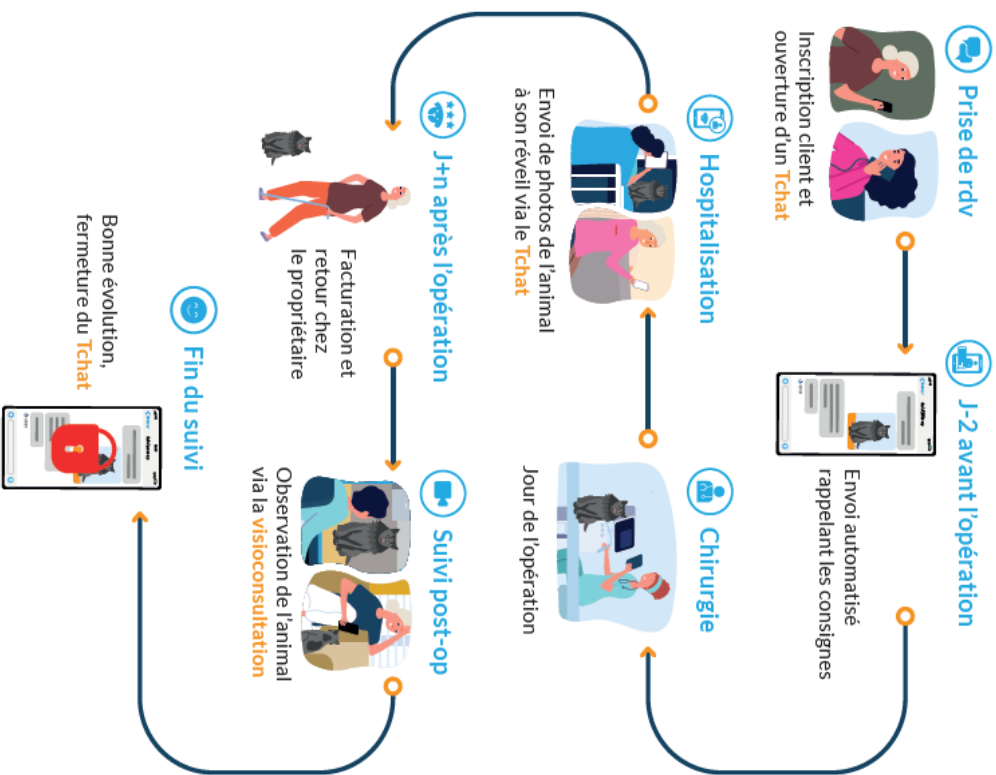 Prise de rdv
Inscription client et
ouverture d'un Tchat
J-2 avant l'opération
Envoi automatisé
rappelant les consignes
Chirurgie
Jour de l'opération
Hospitalisation
Envoi de photos de l'animal
à son réveil via le Tchat
J+n après l'opération
Facturation et
retour chez
le propriétaire
Suivi post-op
Observation de l'animal
via la visioconsultation
Fin du suivi
Bonne évolution,
fermeture du Tchat